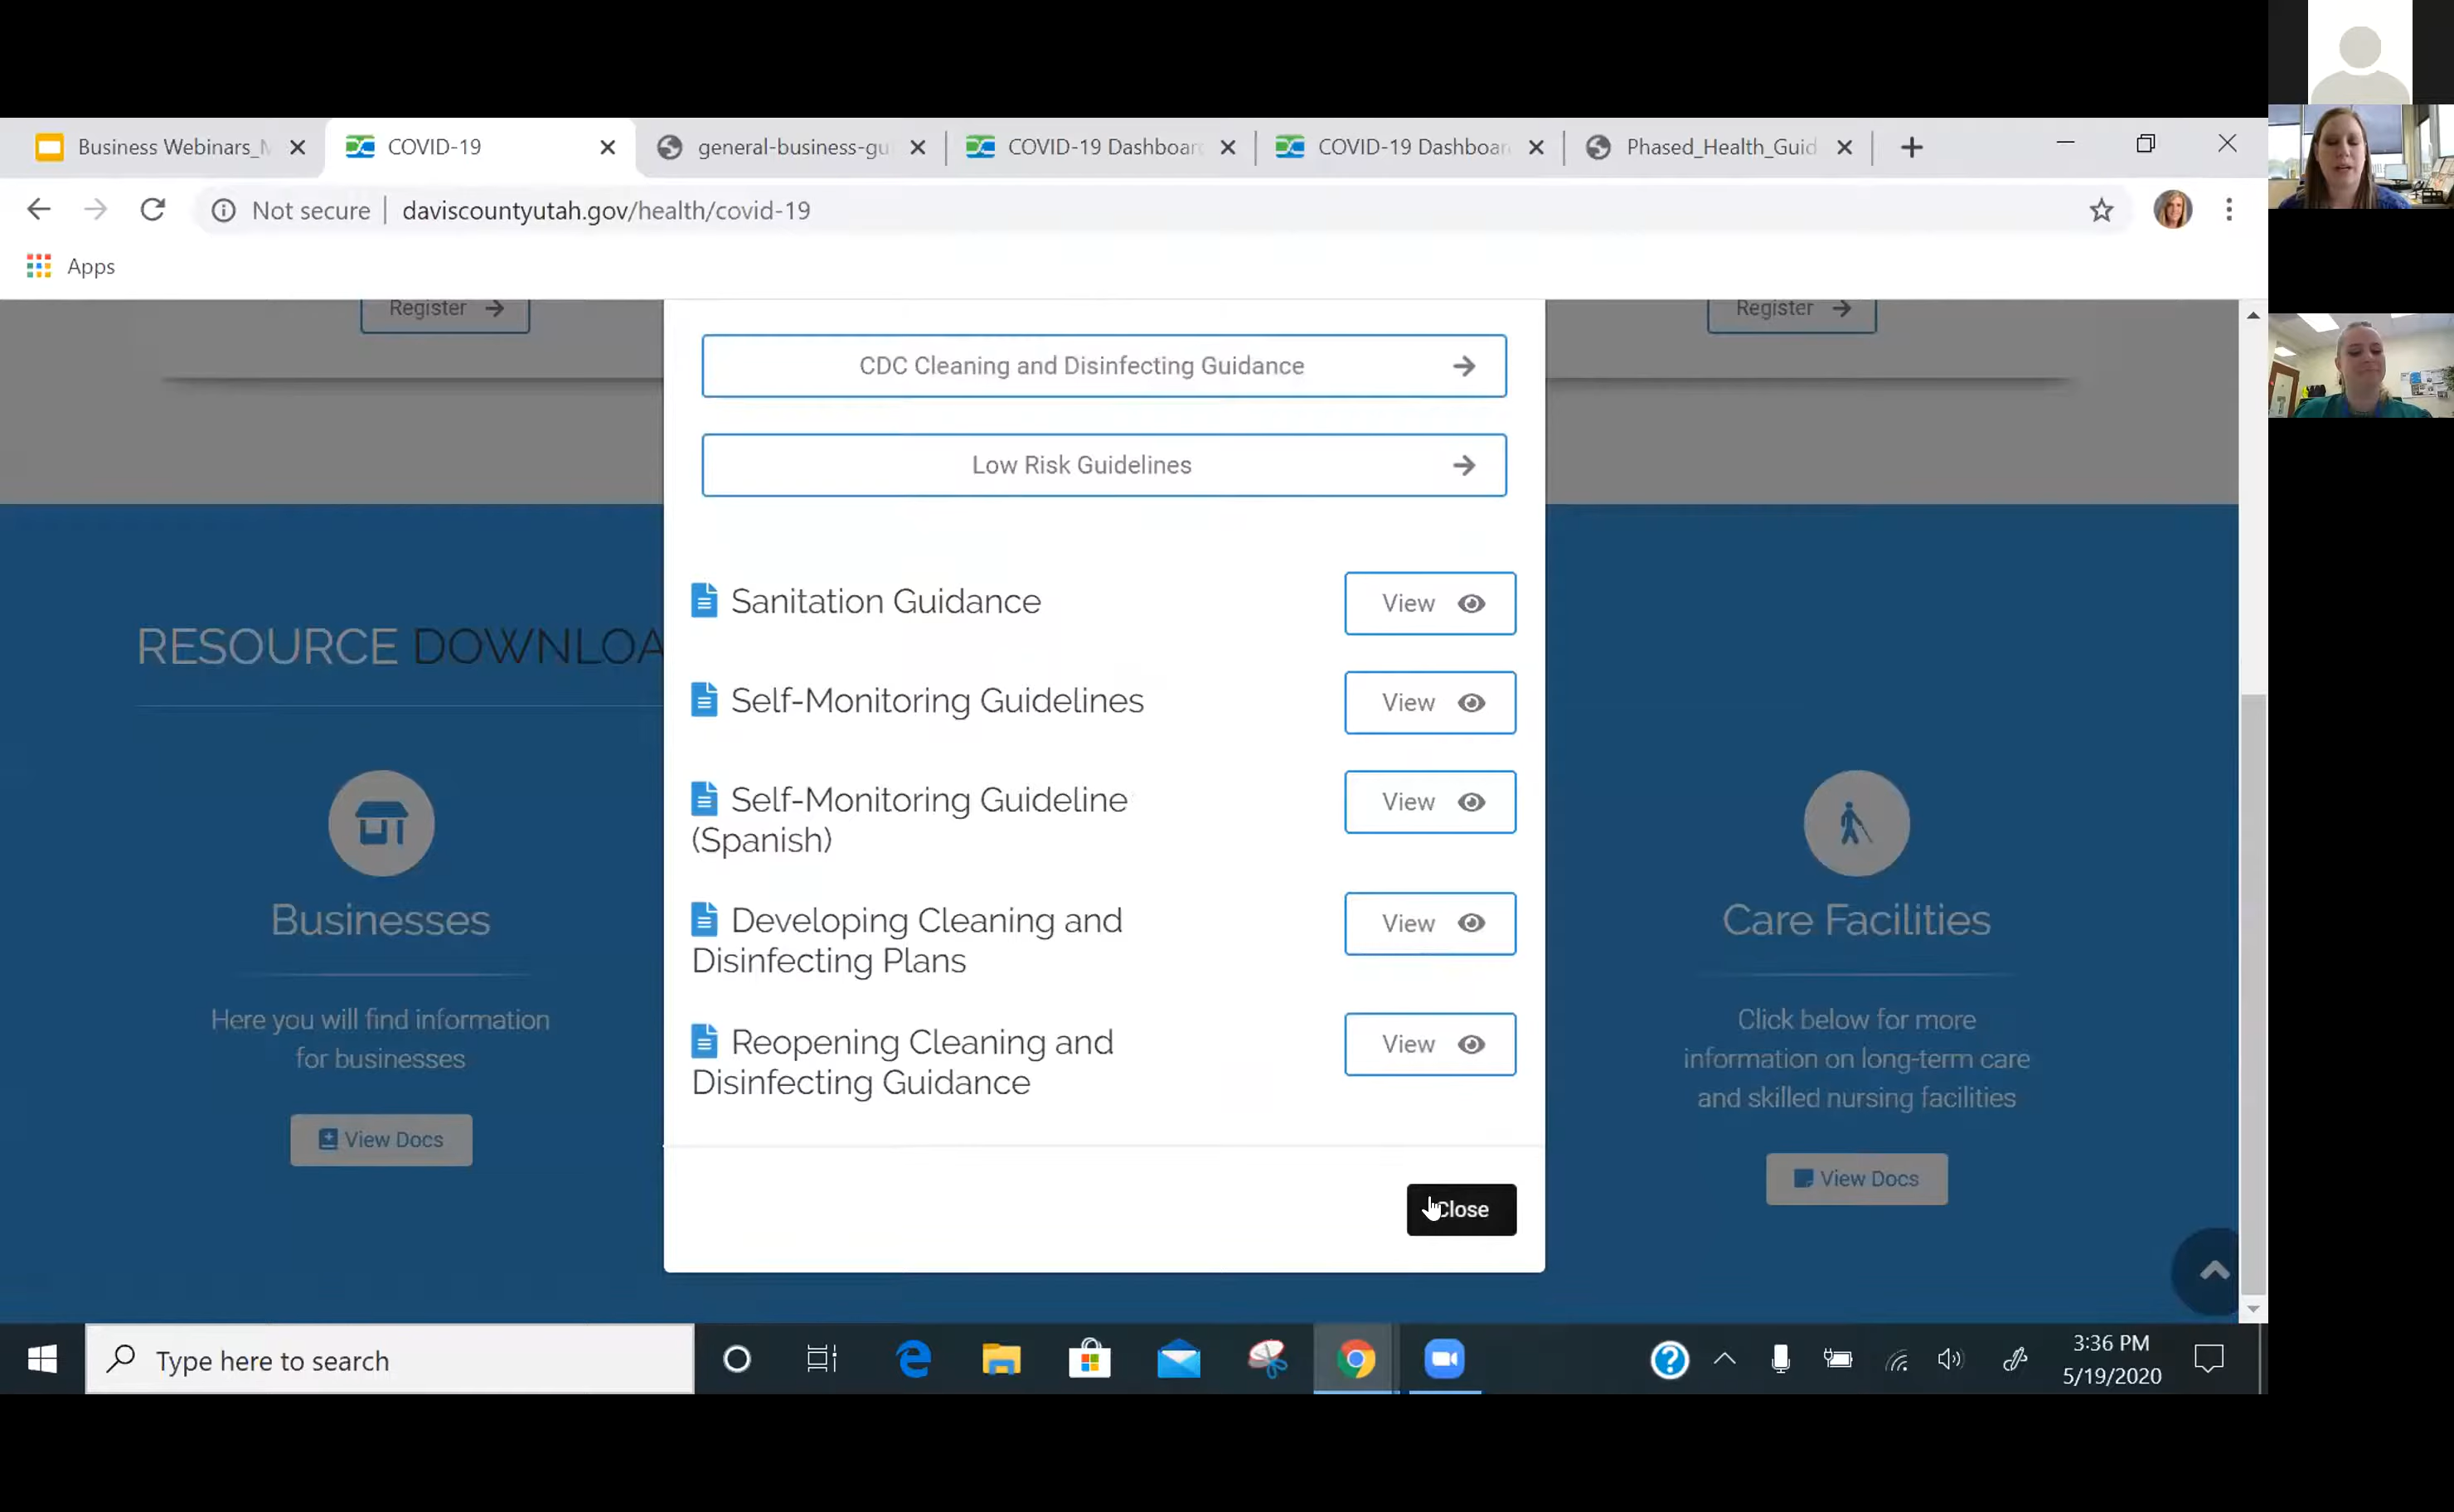 Business Webinars_
COVID-19
general-business-gu
COVID-19 Dashboar
COVID-19 Dashboar
Phased_Health_Guid
Not secure
daviscountyutah.gov/health/covid-19
Apps
Register
Register
CDC Cleaning and Disinfecting Guidance
Low Risk Guidelines
Sanitation Guidance
View
RESOURCE DOWNLOA
Self-Monitoring Guidelines
View
Self-Monitoring Guideline
(Spanish)
View
Businesses
Care Facilities
Developing Cleaning and
Disinfecting Plans
View
Here you will find information
for businesses
Click below for more
information on long-term care
and skilled nursing facilities
Reopening Cleaning and
Disinfecting Guidance
View
View Docs
View Docs
Close
Type here to search
3:36 PM
5/19/2020